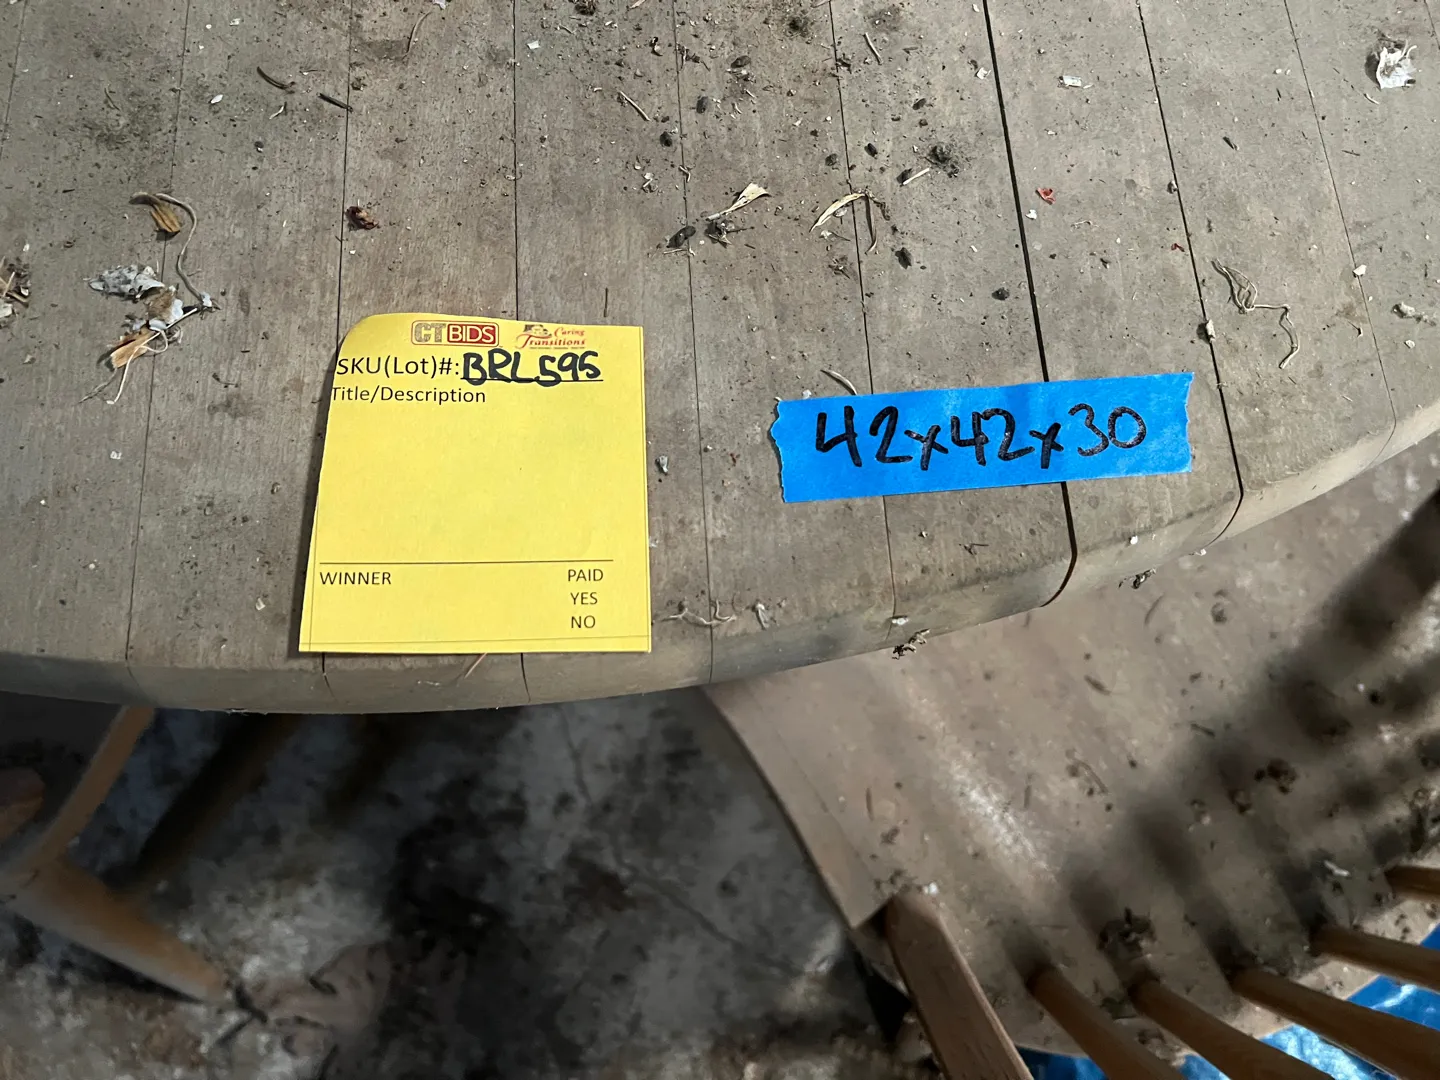 CTBIDS
Caring Transitions
SKU(Lot)#: BRL595
Title/Description
WINNER
PAID
YES
NO
42x42x30